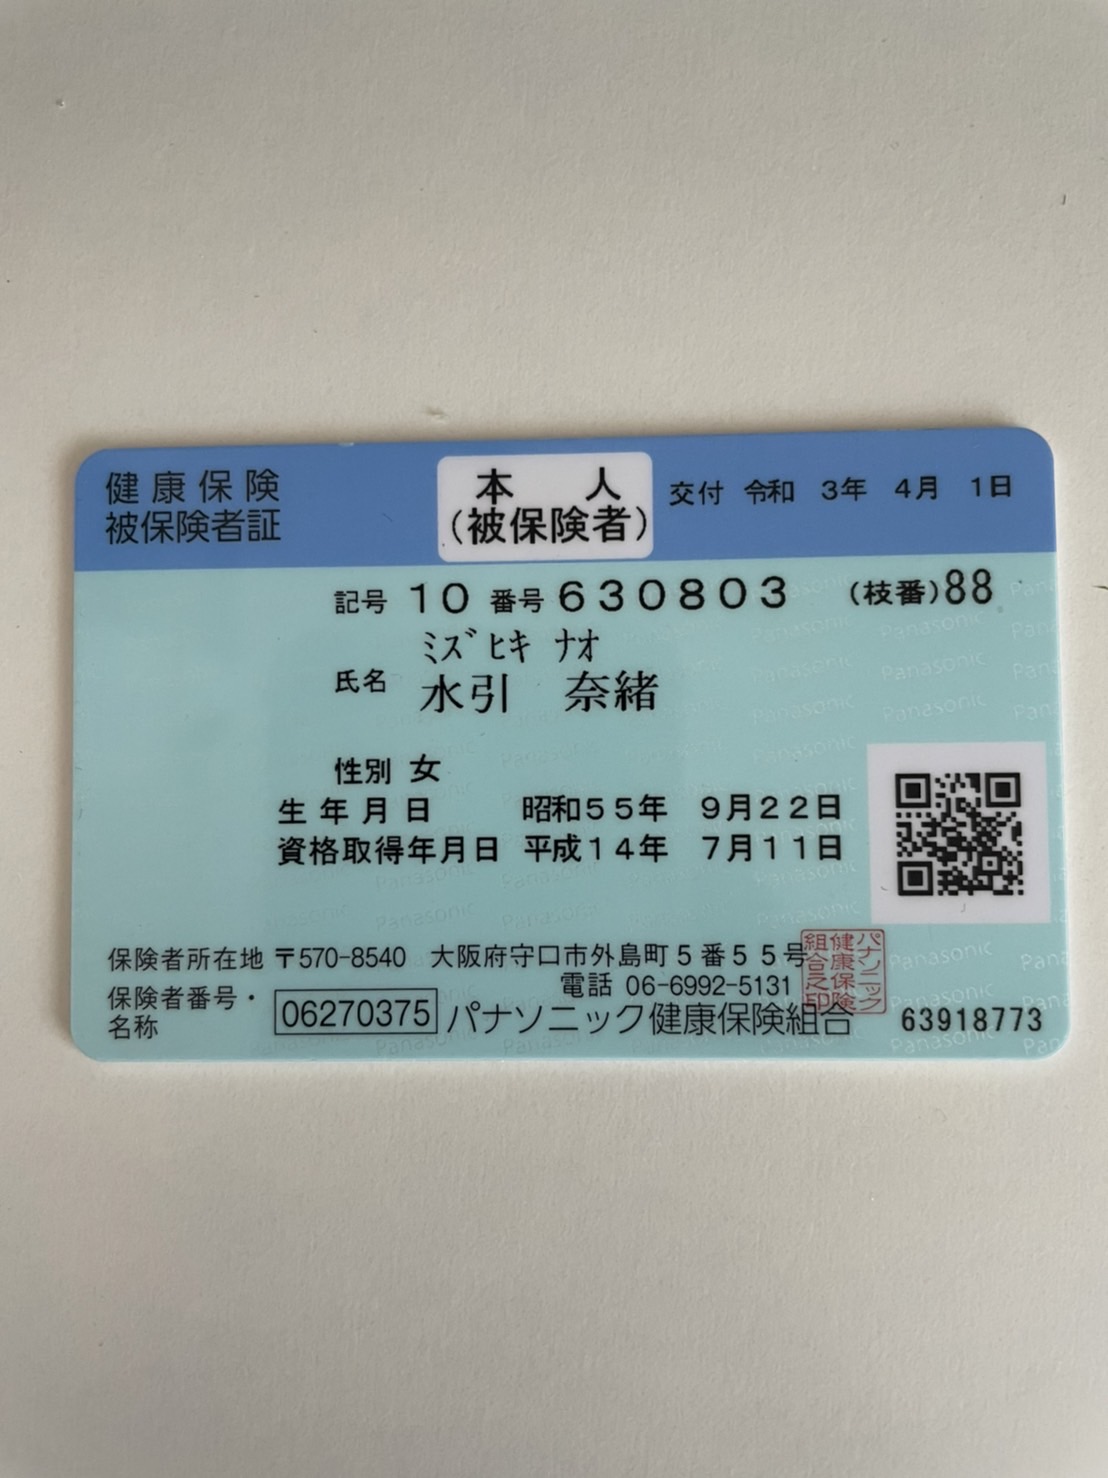 健康保険
被保険者証
本人
(被保険者)
交付 令和 3年 4月 1日
記号 10 番号 630803 (枝番)88
ﾐｽﾞﾋｷ ﾅｵ
氏名 水引 奈緒
性別 女
生年月日 昭和55年 9月22日
資格取得年月日 平成14年 7月11日
保険者所在地 〒570-8540 大阪府守口市外島町5番55号
電話 06-6992-5131
保険者番号・
名称
06270375 パナソニック健康保険組合
パナソニック
健康保険
組合之印
63918773
Panasonic